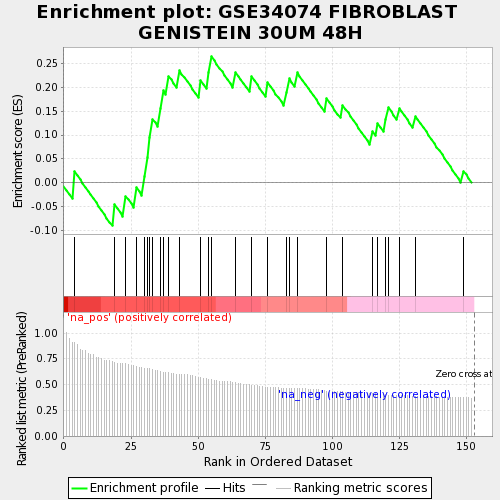 Enrichment plot: GSE34074 FIBROBLAST
GENISTEIN 30UM 48H
Enrichment score (ES)
0.25
0.20
0.15
0.10
0.05
0.00
-0.05
-0.10
'na_pos' (positively correlated)
Ranked list metric (PreRanked)
1.00
0.75
0.50
0.25
0.00
Zero cross at
'na_neg' (negatively correlated)
0 25 50 75 100 125 150
Rank in Ordered Dataset
Enrichment profile Hits Ranking metric scores